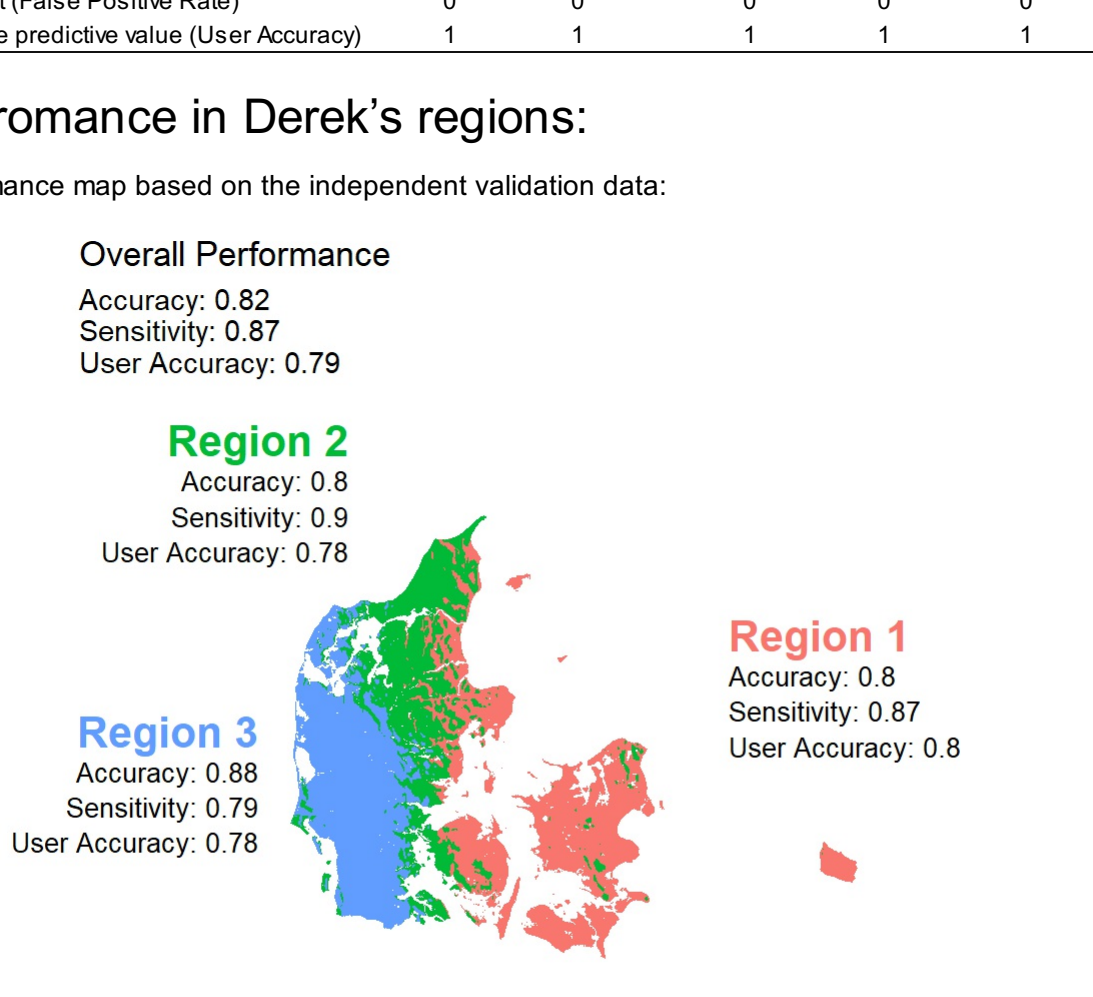 t (False Positive Rate) 0 0 0 0 0
e predictive value (User Accuracy) 1 1 1 1 1
romance in Derek’s regions:
nance map based on the independent validation data:
Overall Performance
Accuracy: 0.82
Sensitivity: 0.87
User Accuracy: 0.79
Region 2
Accuracy: 0.8
Sensitivity: 0.9
User Accuracy: 0.78
Region 1
Accuracy: 0.8
Sensitivity: 0.87
User Accuracy: 0.8
Region 3
Accuracy: 0.88
Sensitivity: 0.79
User Accuracy: 0.78